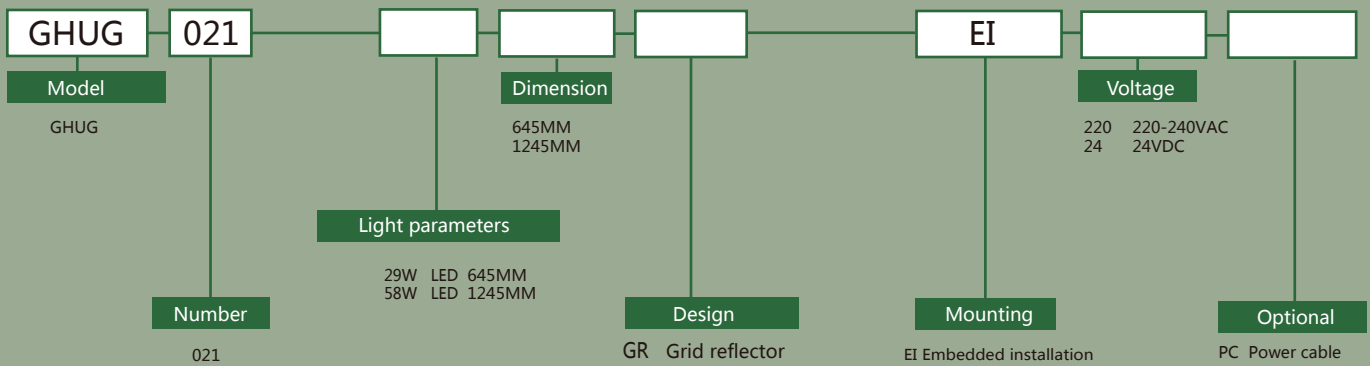 GHUG 021 EI
Model
GHUG
Dimension
645MM
1245MM
Voltage
220 220-240VAC
24 24VDC
Light parameters
29W LED 645MM
58W LED 1245MM
Number
021
Design
GR Grid reflector
Mounting
EI Embedded installation
Optional
PC Power cable